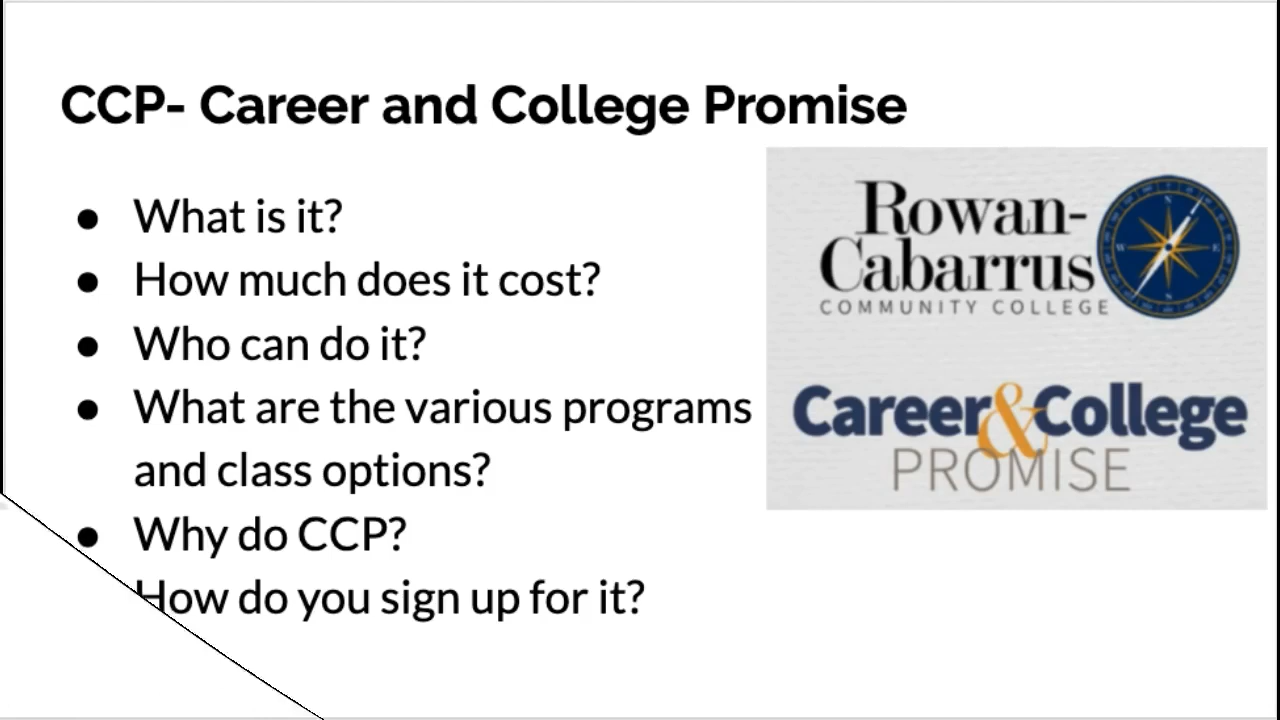 CCP- Career and College Promise
● What is it?
● How much does it cost?
● Who can do it?
● What are the various programs
and class options?
● Why do CCP?
How do you sign up for it?
Rowan-
Cabarrus
COMMUNITY COLLEGE
N
W E
S
Career&College
PROMISE